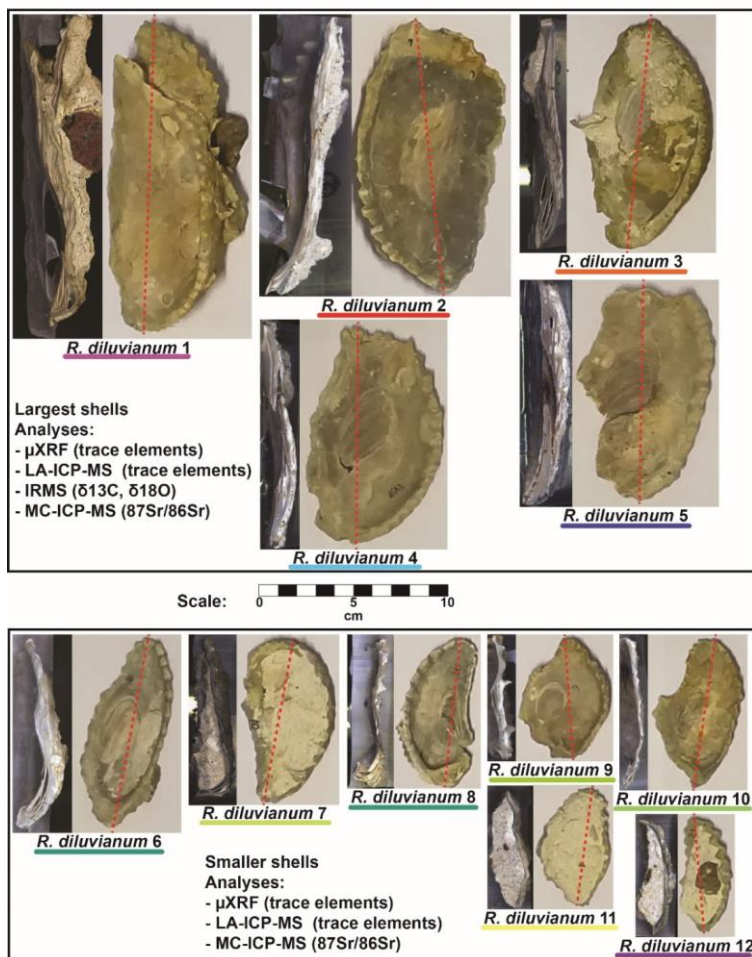 R. diluvianum 1
R. diluvianum 2
R. diluvianum 3
R. diluvianum 4
R. diluvianum 5
Largest shells
Analyses:
- µXRF (trace elements)
- LA-ICP-MS (trace elements)
- IRMS (δ13C, δ18O)
- MC-ICP-MS (87Sr/86Sr)
Scale:
0 5 10
cm
R. diluvianum 6
R. diluvianum 7
R. diluvianum 8
R. diluvianum 9
R. diluvianum 10
R. diluvianum 11
R. diluvianum 12
Smaller shells
Analyses:
- µXRF (trace elements)
- LA-ICP-MS (trace elements)
- MC-ICP-MS (87Sr/86Sr)